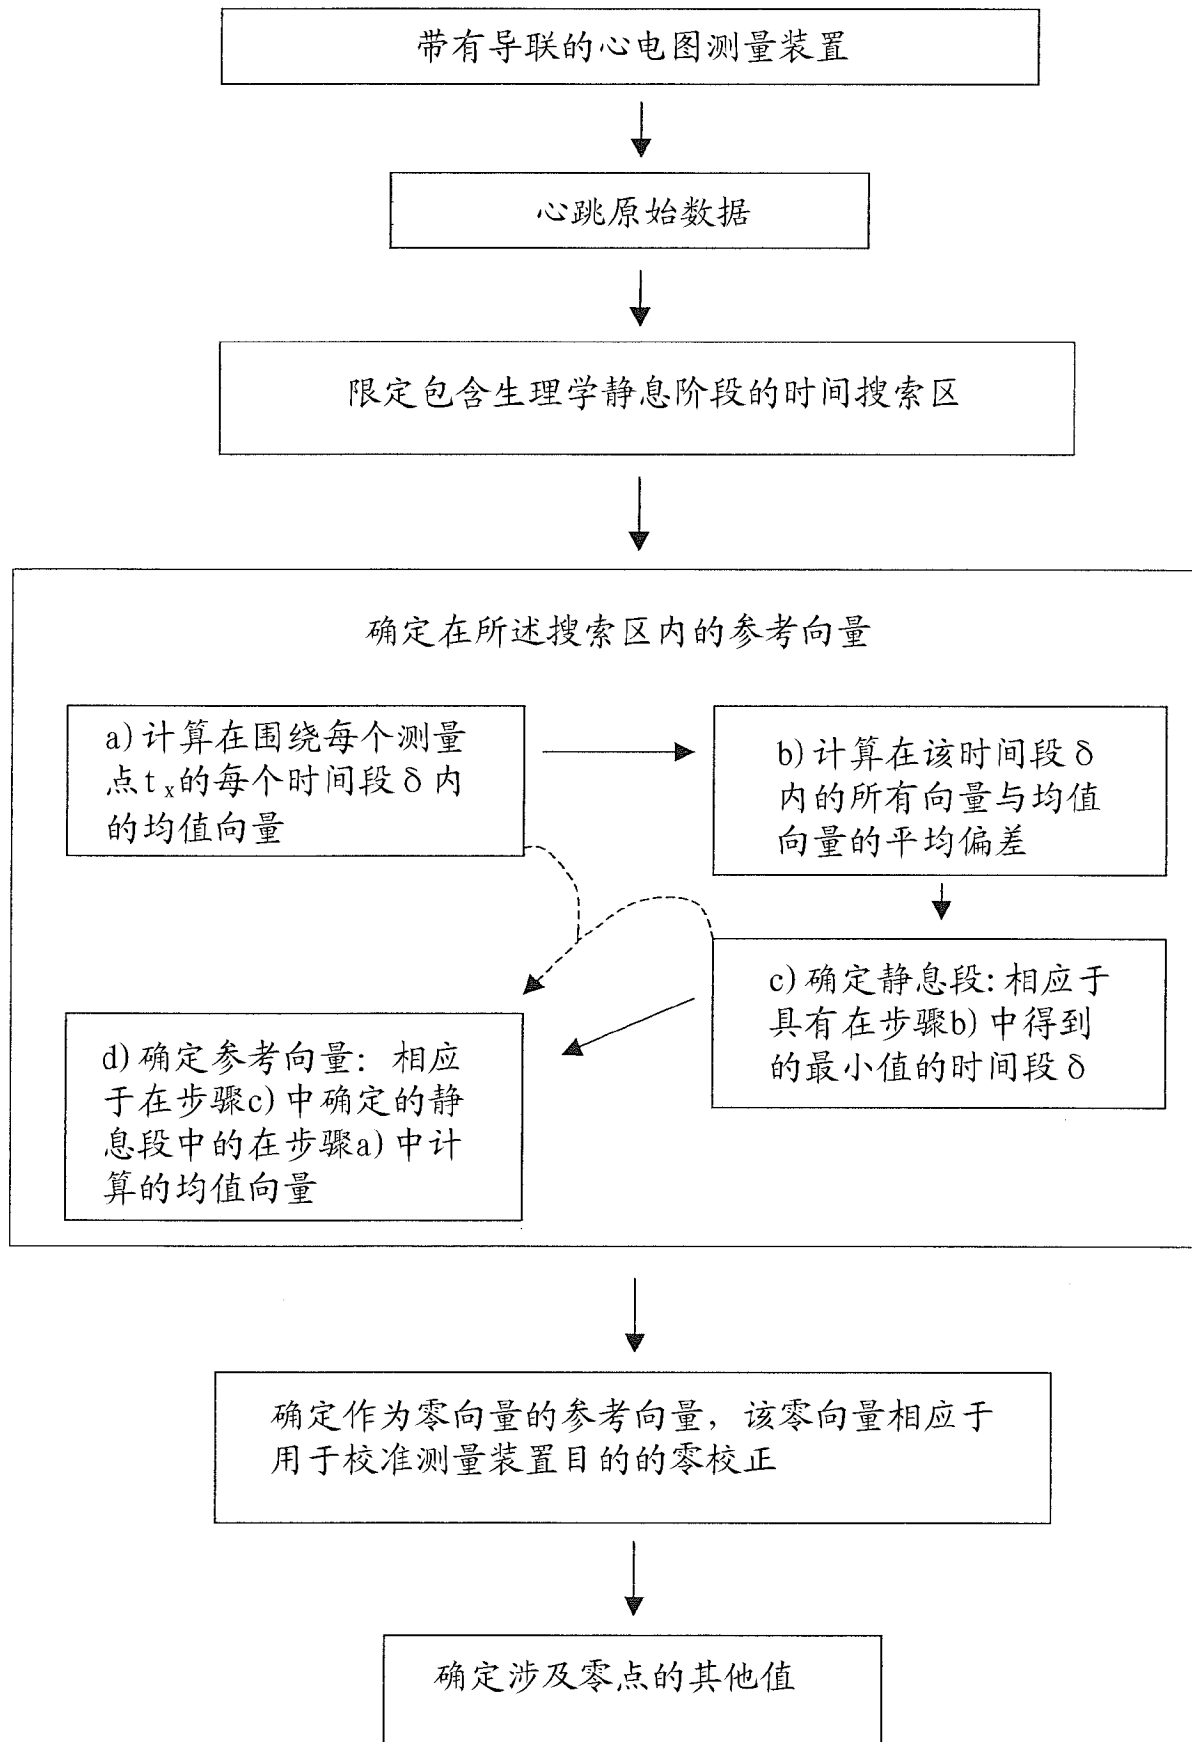 带有导联的心电图测量装置
心跳原始数据
限定包含生理学静息阶段的时间搜索区
确定在所述搜索区内的参考向量
a)计算在围绕每个测量
点tₓ的每个时间段δ内
的均值向量
b)计算在该时间段δ
内的所有向量与均值
向量的平均偏差
c)确定静息段:相应于
具有在步骤b)中得到
的最小值的时间段δ
d)确定参考向量:相应
于在步骤c)中确定的静
息段中的在步骤a)中计
算的均值向量
确定作为零向量的参考向量,该零向量相应于
用于校准测量装置目的的零校正
确定涉及零点的其他值